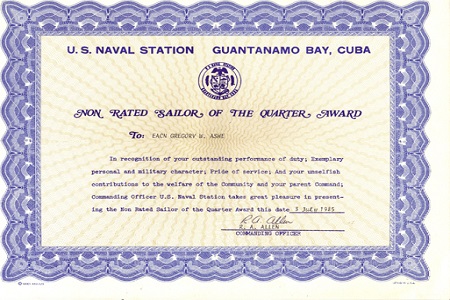 U.S. NAVAL STATION GUANTANAMO BAY, CUBA
NON RATED SAILOR OF THE QUARTER AWARD
To: EACN GREGORY W. ASHE
In recognition of your outstanding performance of duty; Exemplary
personal and military character; Pride of service; And your unselfish
contributions to the welfare of the Community and your parent Command;
Commanding Officer U.S. Naval Station takes great pleasure in present-
ing the Non Rated Sailor of the Quarter Award this date 3 1985
R. A. Allen
R. A. ALLEN
COMMANDING OFFICER